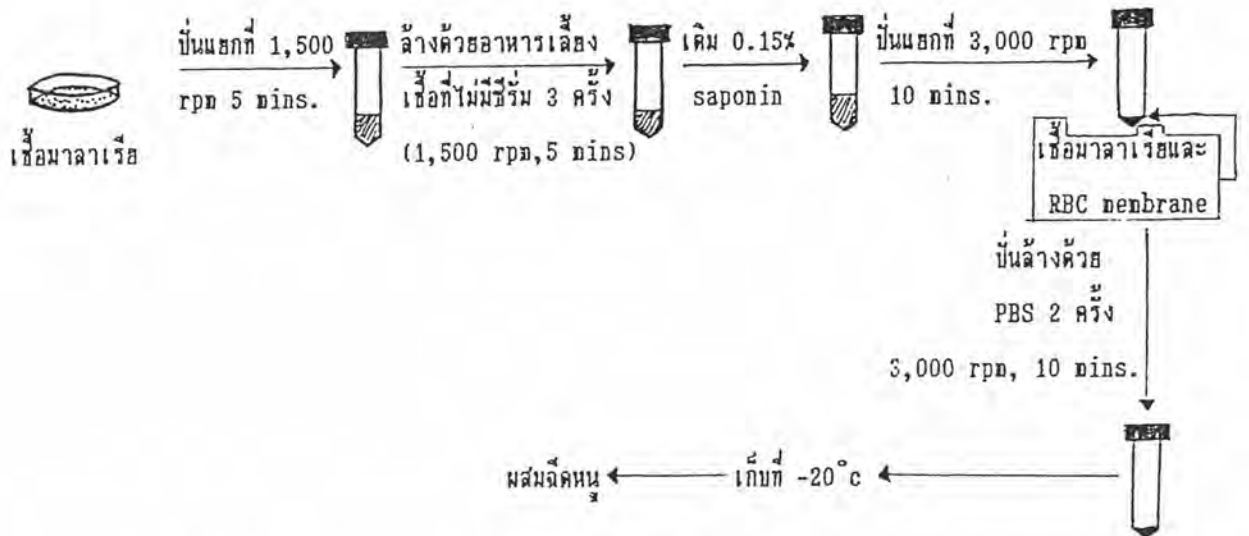 ปั่นแยกที่ 1,500
rpm 5 mins.
เชื้อมาลาเรีย
ล้างด้วยอาหารเลี้ยง
เชื้อที่ไม่มีซีรั่ม 3 ครั้ง
(1,500 rpm,5 mins)
เติม 0.15%
saponin
ปั่นแยกที่ 3,000 rpm
10 mins.
เชื้อมาลาเรียและ
RBC membrane
ปั่นล้างด้วย
PBS 2 ครั้ง
3,000 rpm, 10 mins.
เก็บที่ -20°c
ผสมฉีดหนู